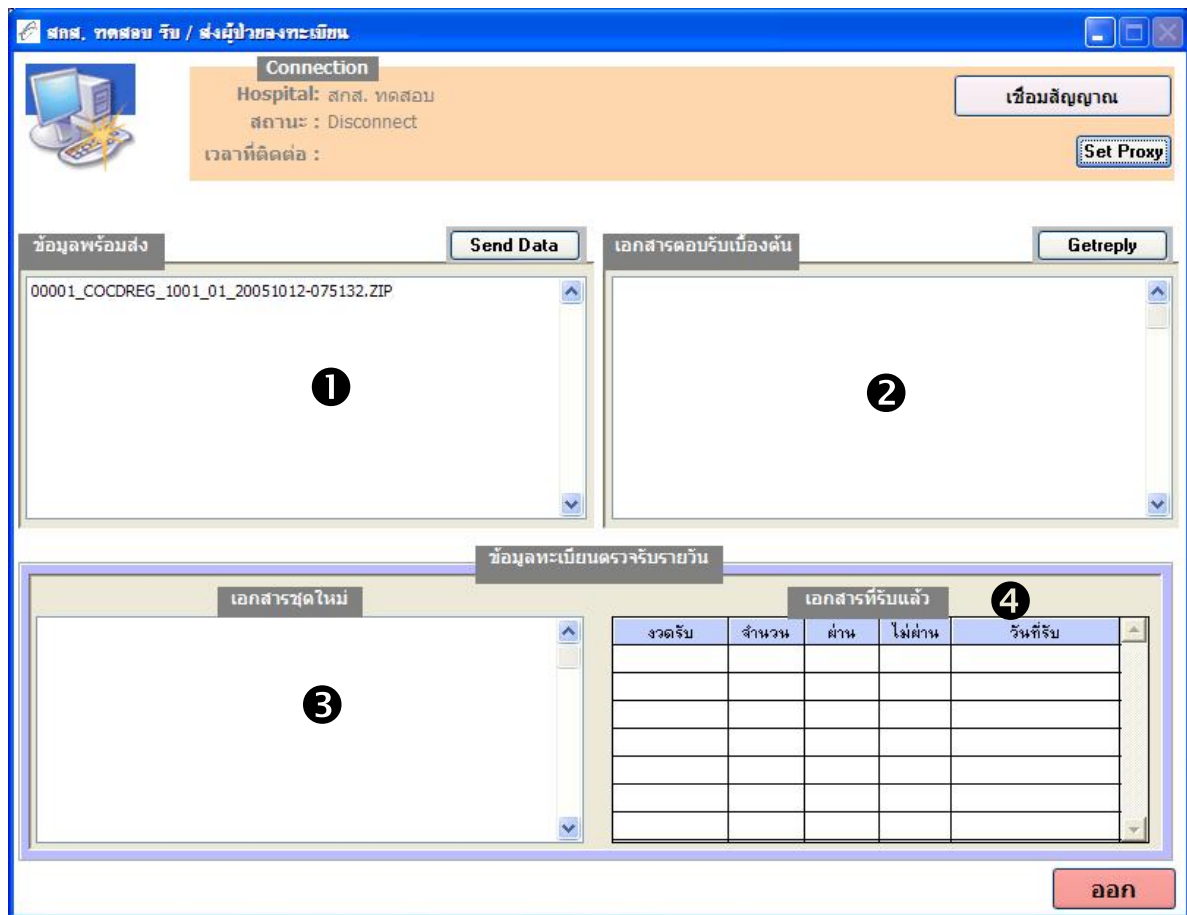 สกส. ทดสอบ รับ / ส่งผู้ป่วยลงทะเบียน
Connection
Hospital: สกส. ทดสอบ
สถานะ : Disconnect
เวลาที่ติดต่อ :
เชื่อมสัญญาณ
Set Proxy
ข้อมูลพร้อมส่ง
Send Data
เอกสารตอบรับเบื้องต้น
Getreply
00001_COCDREG_1001_01_20051012-075132.ZIP
❶
❷
ข้อมูลทะเบียนตรวจรับรายวัน
เอกสารชุดใหม่
เอกสารที่รับแล้ว
❹
งวดรับ จำนวน ผ่าน ไม่ผ่าน วันที่รับ
❸
ออก